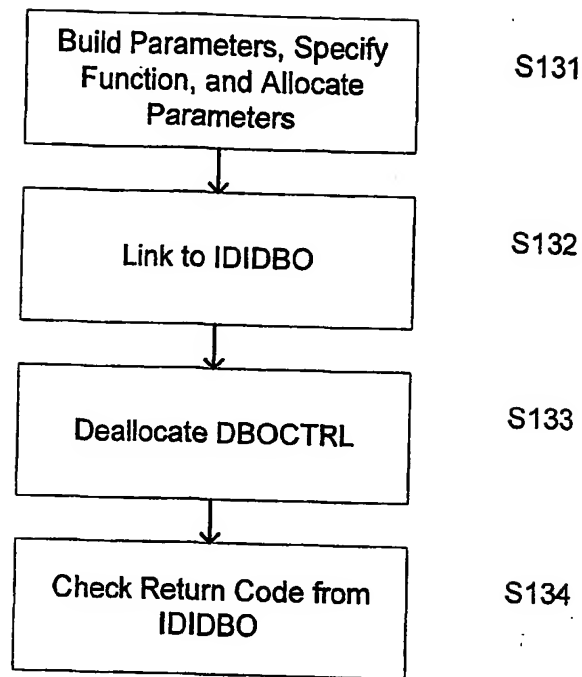 Build Parameters, Specify
Function, and Allocate
Parameters
S131
Link to IDIDBO
S132
Deallocate DBOCTRL
S133
Check Return Code from
IDIDBO
S134